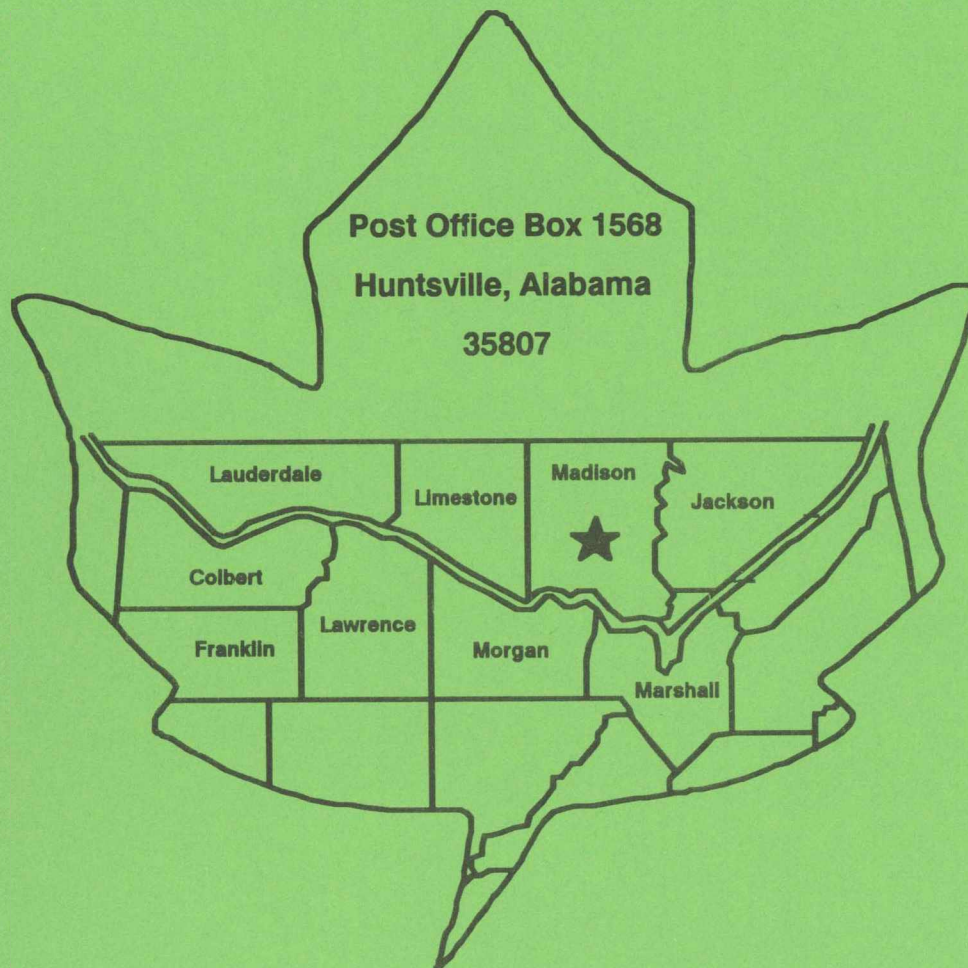 Post Office Box 1568
Huntsville, Alabama
35807
Lauderdale
Limestone
Madison
Jackson
Colbert
Lawrence
Franklin
Morgan
Marshall